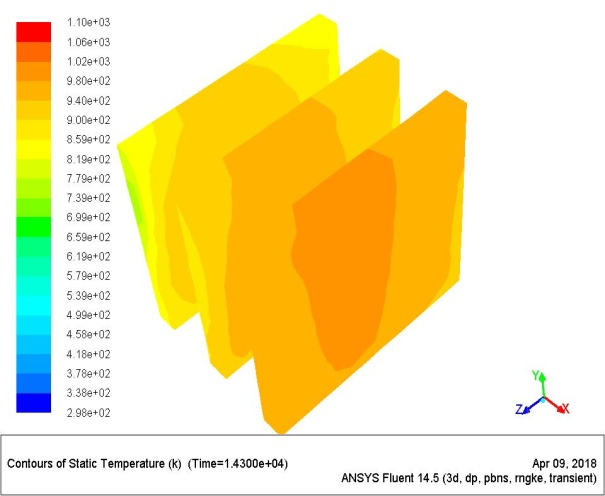 1.10e+03
1.06e+03
1.02e+03
9.80e+02
9.40e+02
9.00e+02
8.59e+02
8.19e+02
7.79e+02
7.39e+02
6.99e+02
6.59e+02
6.19e+02
5.79e+02
5.39e+02
4.99e+02
4.58e+02
4.18e+02
3.78e+02
3.38e+02
2.98e+02
Y
Z X
Contours of Static Temperature (k) (Time=1.4300e+04)
Apr 09, 2018
ANSYS Fluent 14.5 (3d, dp, pbns, rngke, transient)